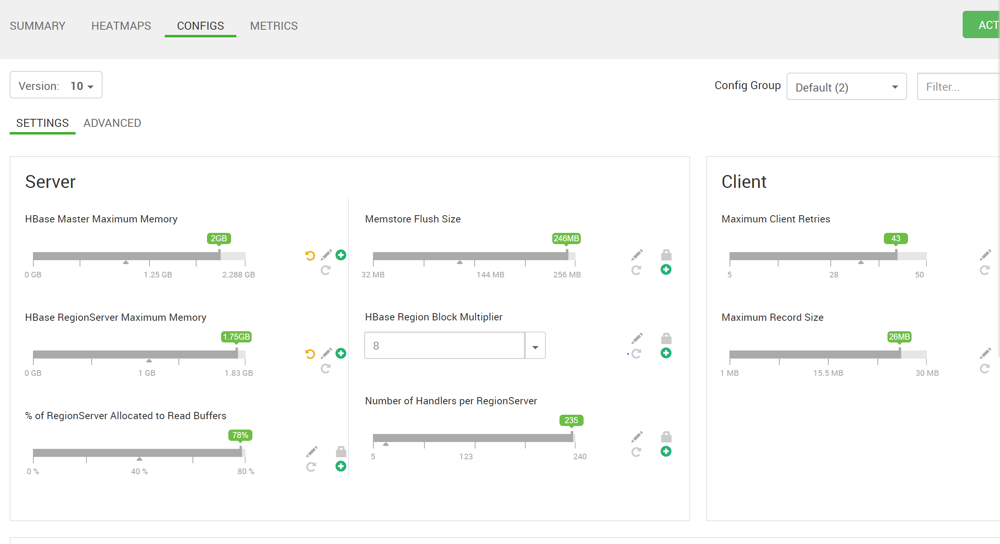 SUMMARY HEATMAPS CONFIGS METRICS ACT
Version: 10 Config Group Default (2) Filter...
SETTINGS ADVANCED
Server
HBase Master Maximum Memory
2GB
0 GB 1.25 GB 2.288 GB
HBase RegionServer Maximum Memory
1.75GB
0 GB 1 GB 1.83 GB
% of RegionServer Allocated to Read Buffers
78%
0 % 40 % 80 %
Memstore Flush Size
246MB
32 MB 144 MB 256 MB
HBase Region Block Multiplier
8
Number of Handlers per RegionServer
235
5 123 240
Client
Maximum Client Retries
43
5 28 50
Maximum Record Size
26MB
1 MB 15.5 MB 30 MB